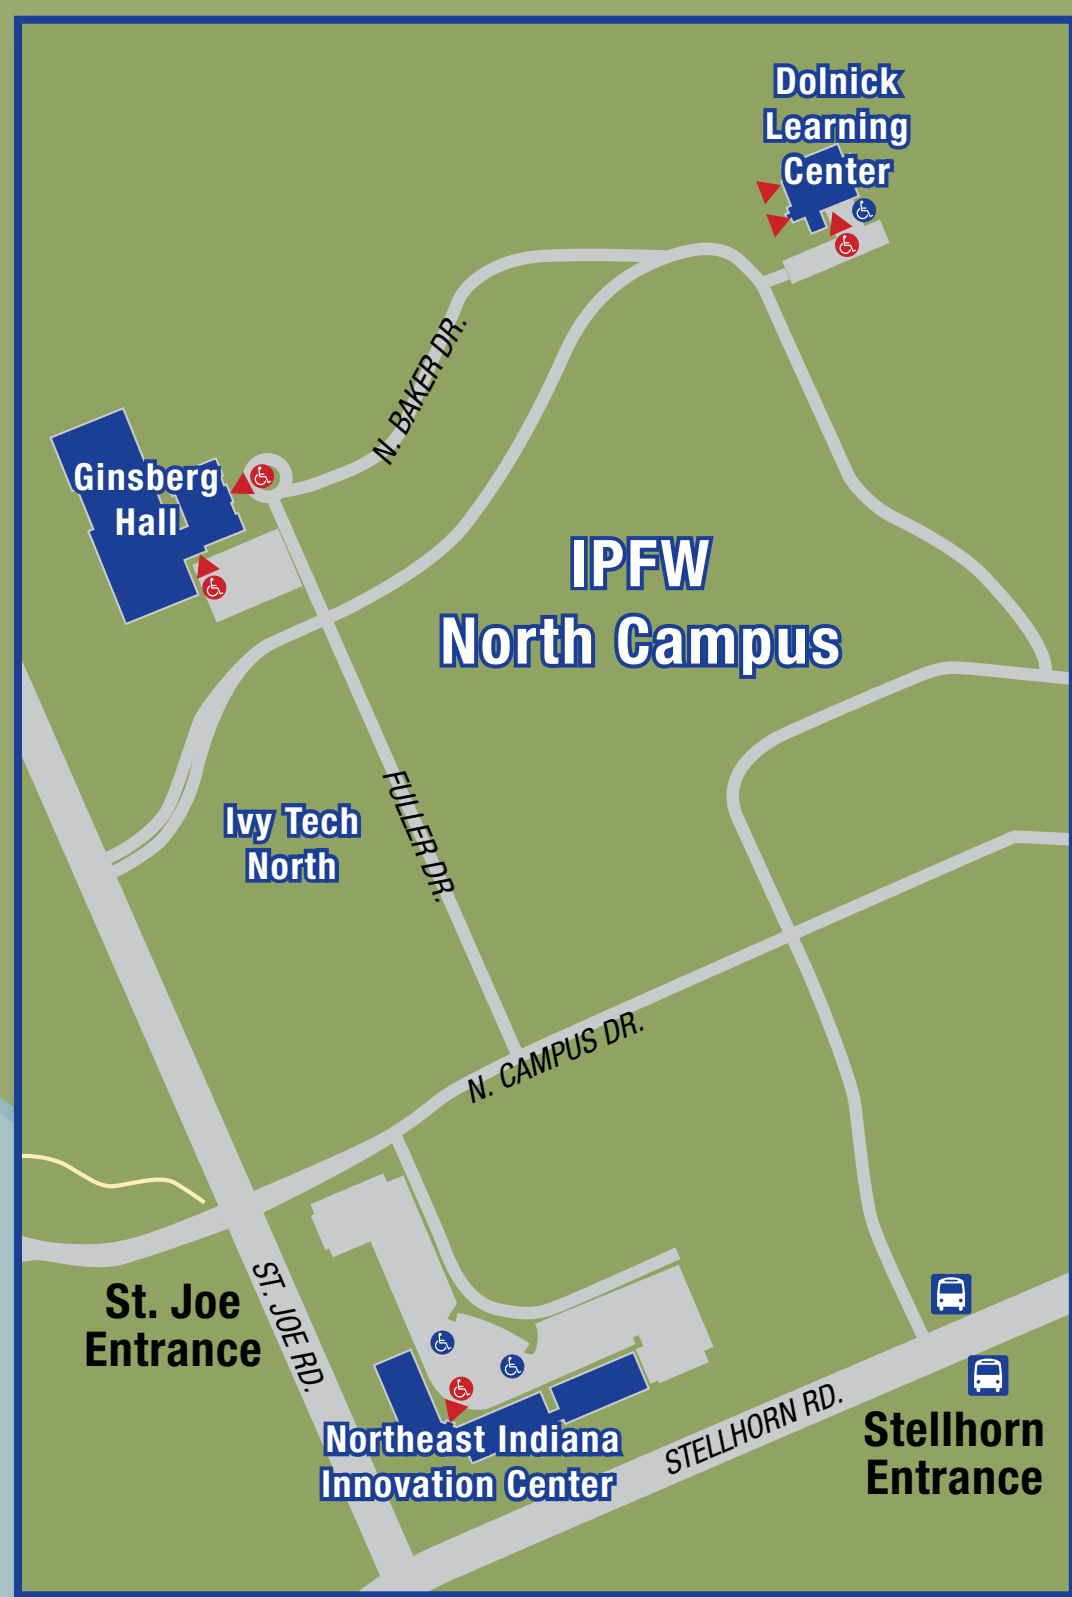 Dolnick
Learning
Center
N. BAKER DR.
Ginsberg
Hall
IPFW
North Campus
FULLER DR.
Ivy Tech
North
N. CAMPUS DR.
St. Joe
Entrance
ST. JOE RD.
Northeast Indiana
Innovation Center
STELLHORN RD.
Stellhorn
Entrance